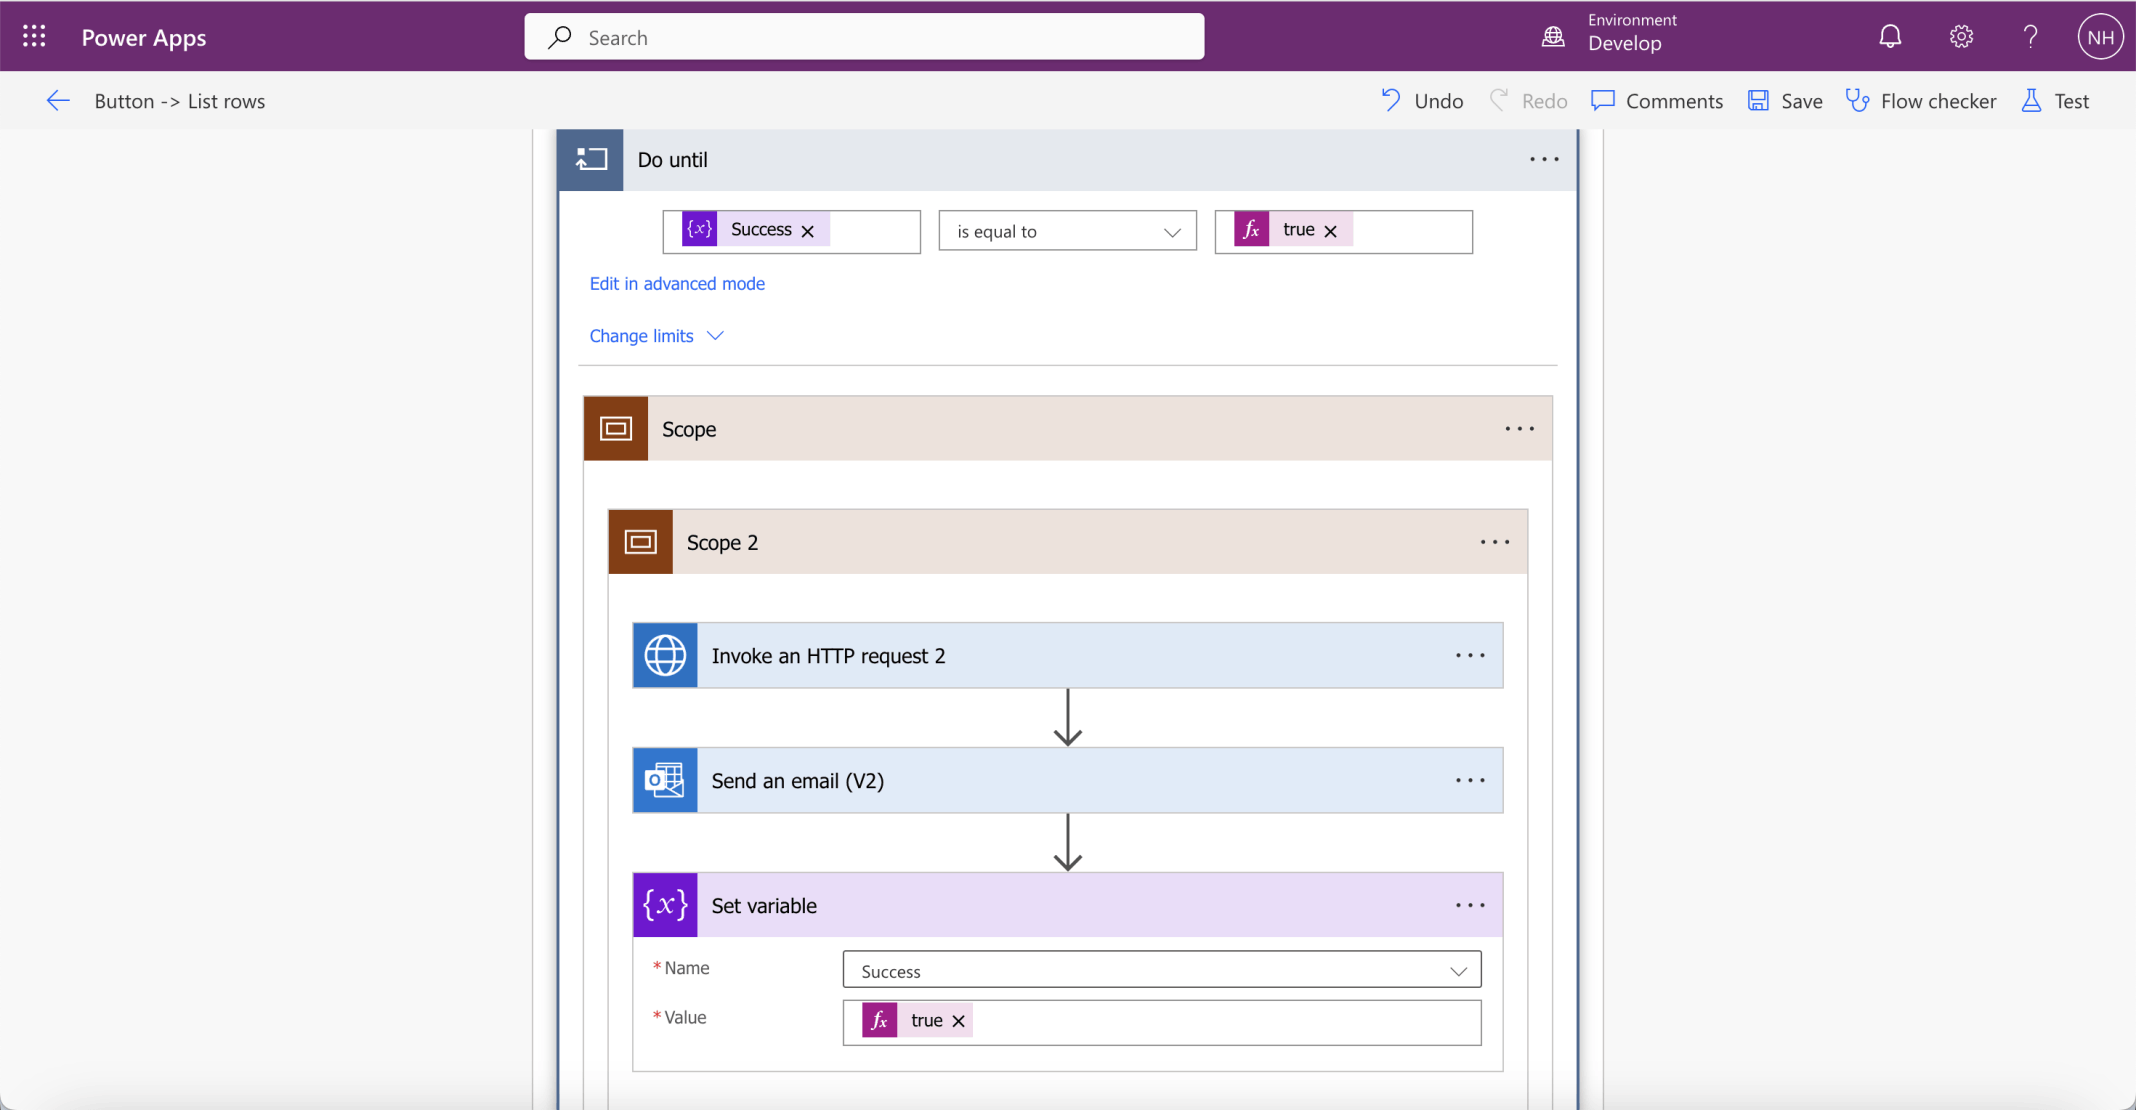 Power Apps
Search
Environment
Develop
NH
Button -> List rows
Undo
Redo
Comments
Save
Flow checker
Test
Do until
{x} Success
is equal to
fx true
Edit in advanced mode
Change limits
Scope
Scope 2
Invoke an HTTP request 2
Send an email (V2)
{x} Set variable
* Name
Success
* Value
fx true